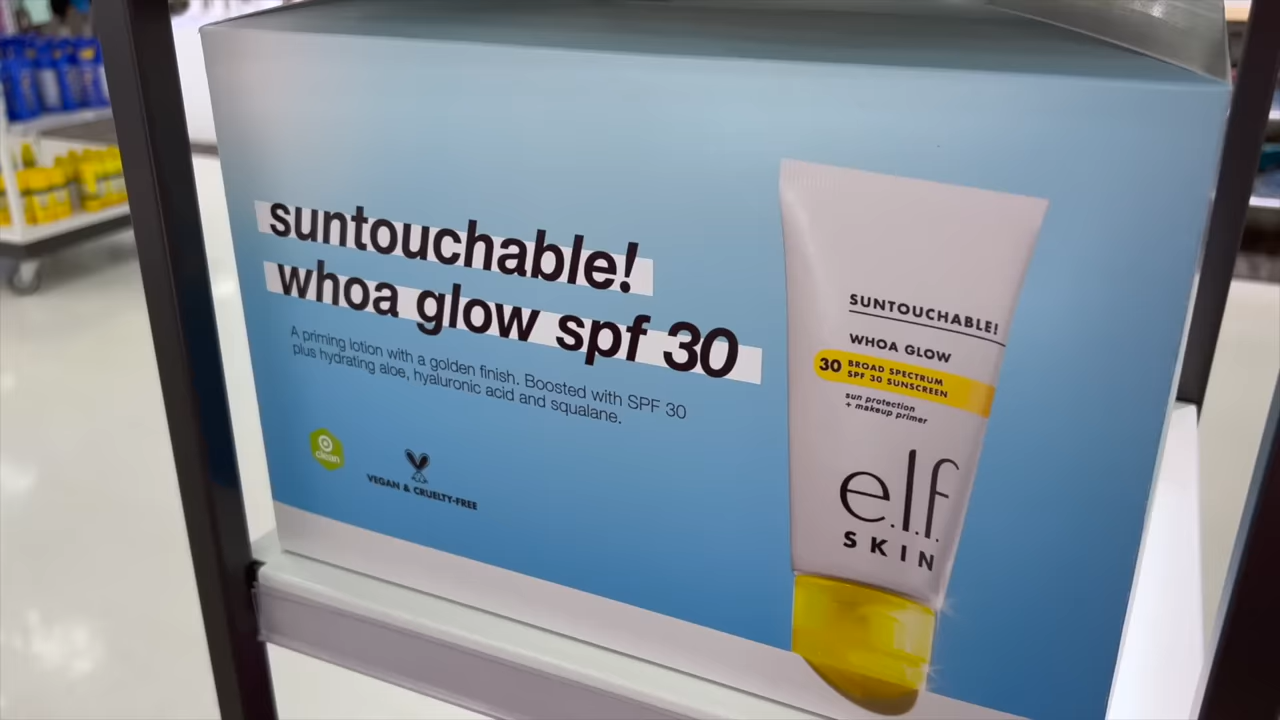 suntouchable!
whoa glow spf 30
A priming lotion with a golden finish. Boosted with SPF 30
plus hydrating aloe, hyaluronic acid and squalane.
clean
VEGAN & CRUELTY-FREE
SUNTOUCHABLE!
WHOA GLOW
30 BROAD SPECTRUM
SPF 30 SUNSCREEN
sun protection
+ makeup primer
e.l.f.
SKIN